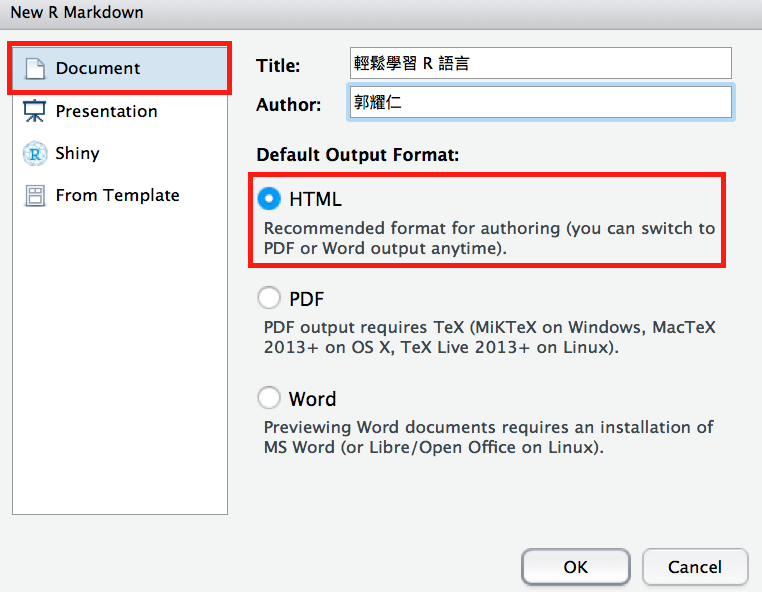 New R Markdown
Document
Presentation
Shiny
From Template
Title:
輕鬆學習 R 語言
Author:
郭耀仁
Default Output Format:
HTML
Recommended format for authoring (you can switch to
PDF or Word output anytime).
PDF
PDF output requires TeX (MiKTeX on Windows, MacTeX
2013+ on OS X, TeX Live 2013+ on Linux).
Word
Previewing Word documents requires an installation of
MS Word (or Libre/Open Office on Linux).
OK
Cancel